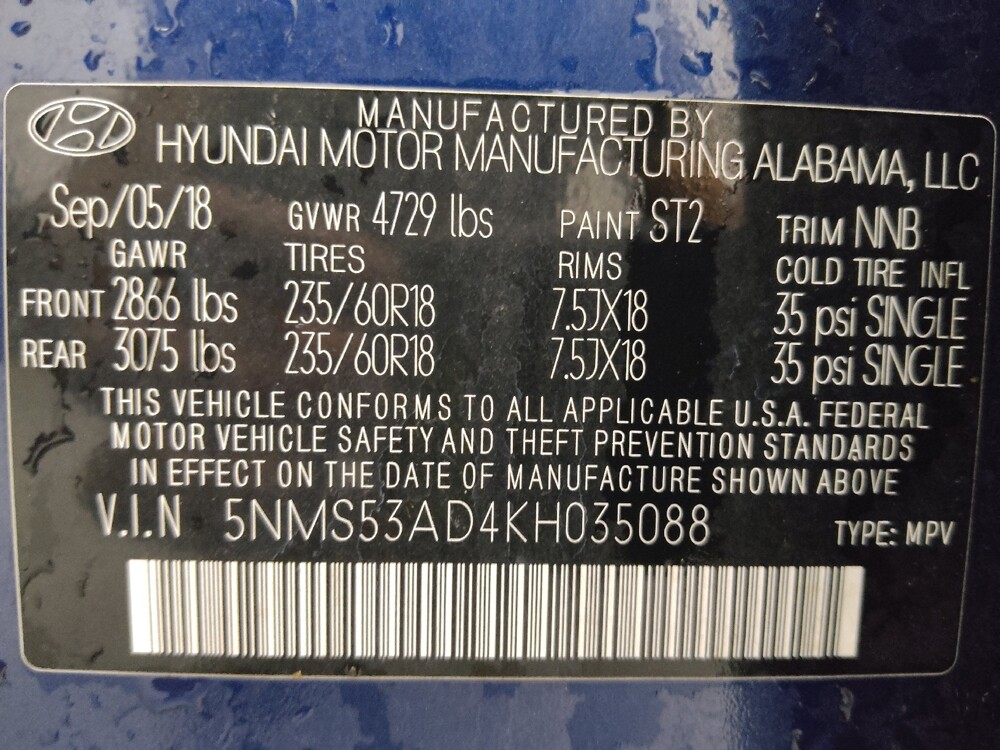 MANUFACTURED BY
HYUNDAI MOTOR MANUFACTURING ALABAMA, LLC
Sep/05/18 GVWR 4729 lbs PAINT ST2 TRIM NNB
GAWR TIRES RIMS COLD TIRE INFL
FRONT 2866 lbs 235/60R18 7.5JX18 35 psi SINGLE
REAR 3075 lbs 235/60R18 7.5JX18 35 psi SINGLE
THIS VEHICLE CONFORMS TO ALL APPLICABLE U.S.A. FEDERAL
MOTOR VEHICLE SAFETY AND THEFT PREVENTION STANDARDS
IN EFFECT ON THE DATE OF MANUFACTURE SHOWN ABOVE
V.I.N 5NMS53AD4KH035088 TYPE: MPV